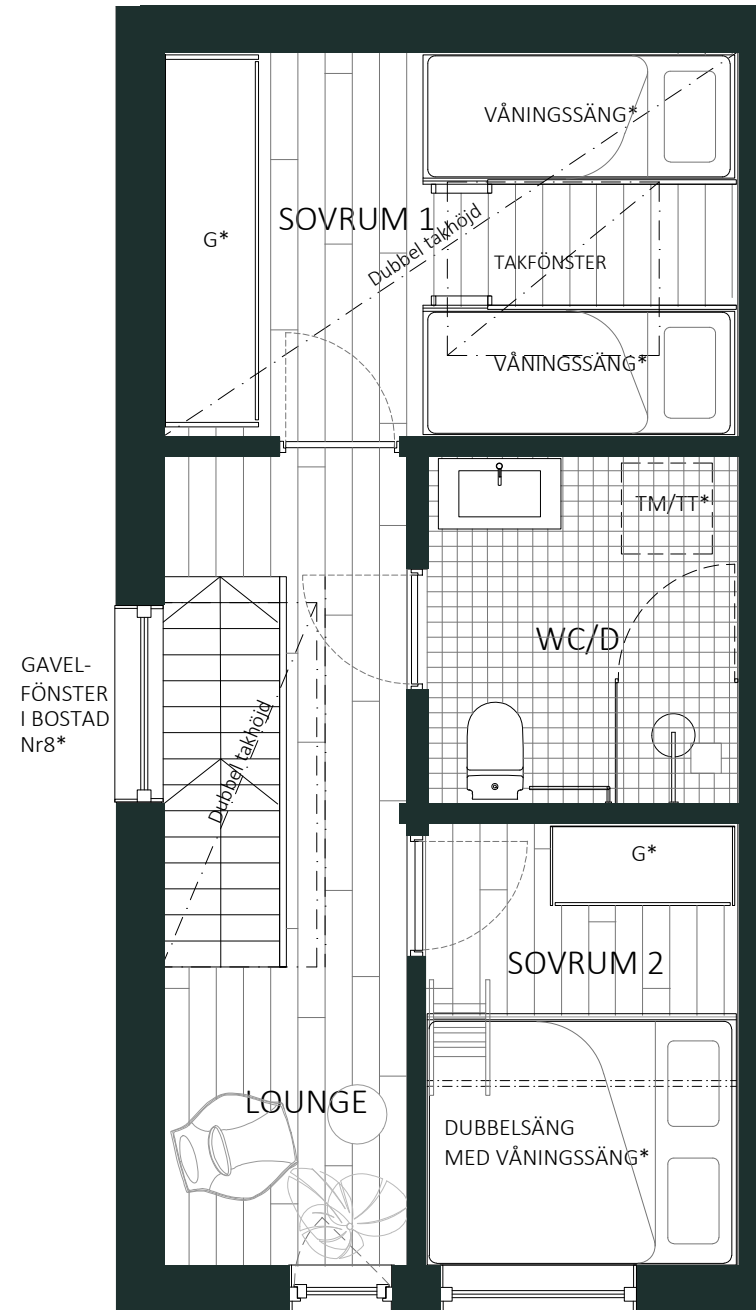 VÅNINGSSÄNG*
SOVRUM 1
G*
Dubbel takhöjd
TAKFÖNSTER
VÅNINGSSÄNG*
TM/TT*
WC/D
GAVEL-
FÖNSTER
I BOSTAD
Nr8*
Dubbel takhöjd
G*
SOVRUM 2
LOUNGE
DUBBELSÄNG
MED VÅNINGSSÄNG*